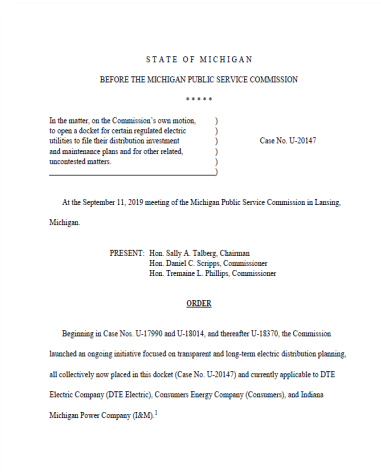 STATE OF MICHIGAN
BEFORE THE MICHIGAN PUBLIC SERVICE COMMISSION
* * * * *
In the matter, on the Commission's own motion, )
to open a docket for certain regulated electric )
utilities to file their distribution investment ) Case No. U-20147
and maintenance plans and for other related, )
uncontested matters. )
)
At the September 11, 2019 meeting of the Michigan Public Service Commission in Lansing,
Michigan.
PRESENT: Hon. Sally A. Talberg, Chairman
Hon. Daniel C. Scripps, Commissioner
Hon. Tremaine L. Phillips, Commissioner
ORDER
Beginning in Case Nos. U-17990 and U-18014, and thereafter U-18370, the Commission
launched an ongoing initiative focused on transparent and long-term electric distribution planning,
all collectively now placed in this docket (Case No. U-20147) and currently applicable to DTE
Electric Company (DTE Electric), Consumers Energy Company (Consumers), and Indiana
Michigan Power Company (I&M).1